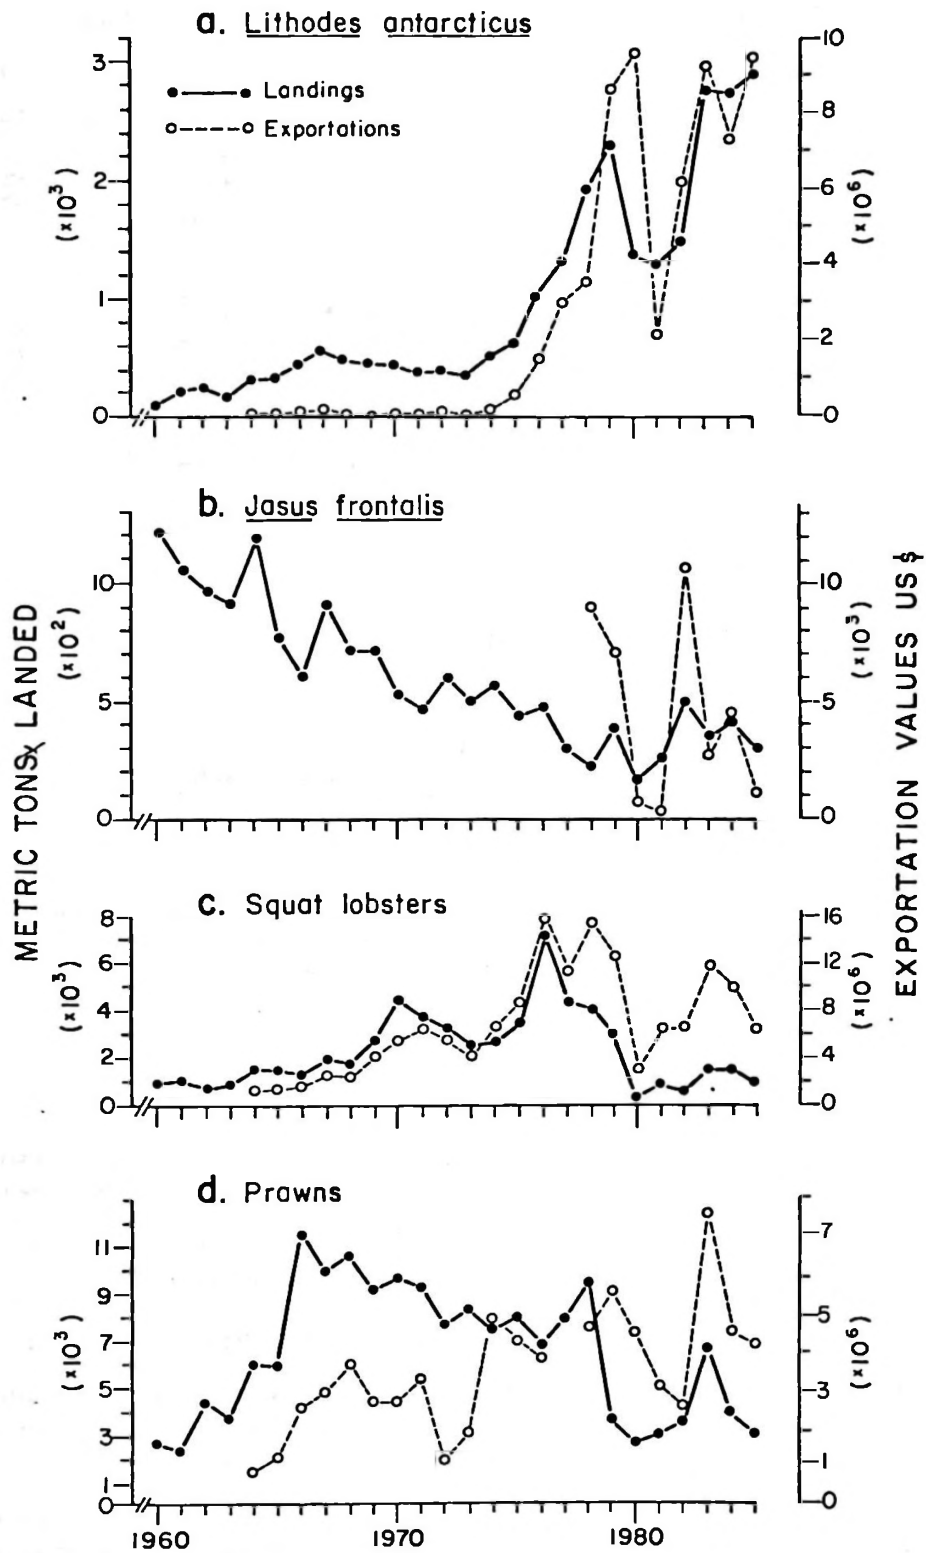 a. Lithodes antarcticus
Landings
Exportations
3
2
1
0
(x10³)
10
8
6
4
2
0
(x10⁶)
b. Jasus frontalis
10
5
0
(x10²)
10
5
0
(x10³)
METRIC TONS LANDED
EXPORTATION VALUES US $
c. Squat lobsters
8
6
4
2
0
(x10³)
16
12
8
4
0
(x10⁶)
d. Prawns
11
9
7
5
3
1
0
(x10³)
7
5
3
1
0
(x10⁶)
1960 1970 1980